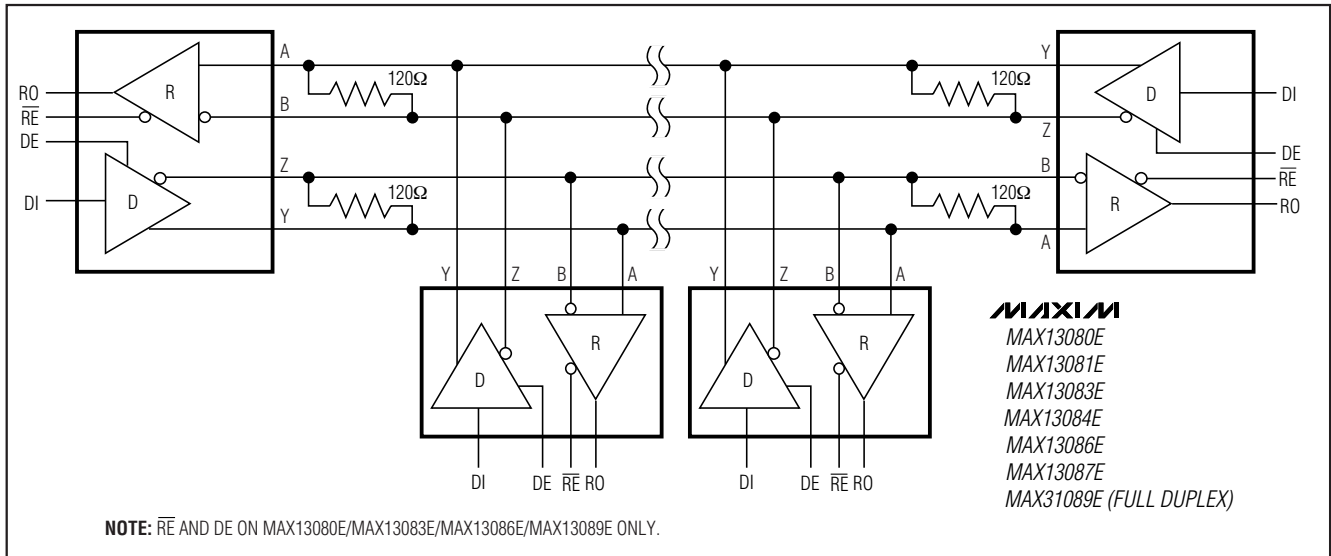 A Y
120Ω 120Ω
RO R D DI
RE B
DE Z
Z B DE
RE
DI D 120Ω 120Ω R RO
Y A
Y Z B A Y Z B A
R R
D D
DI DE RE RO DI DE RE RO
MAXIM
MAX13080E
MAX13081E
MAX13083E
MAX13084E
MAX13086E
MAX13087E
MAX31089E (FULL DUPLEX)
NOTE: RE AND DE ON MAX13080E/MAX13083E/MAX13086E/MAX13089E ONLY.